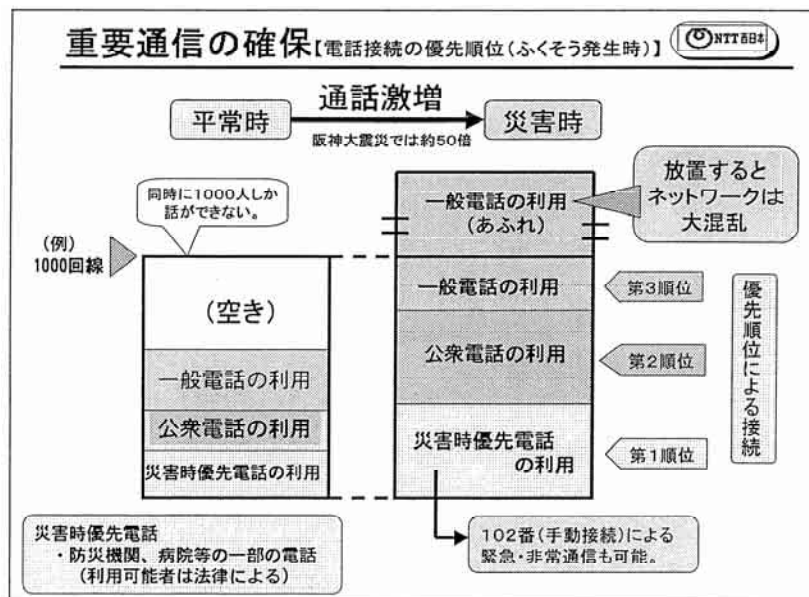 重要通信の確保【電話接続の優先順位(ふくそう発生時)】
NTT西日本
平常時
通話激増
阪神大震災では約50倍
災害時
同時に1000人しか
話ができない。
(例)
1000回線
(空き)
一般電話の利用
公衆電話の利用
災害時優先電話の利用
一般電話の利用
(あふれ)
一般電話の利用
公衆電話の利用
災害時優先電話
の利用
放置すると
ネットワークは
大混乱
第3順位
第2順位
第1順位
優先順位による接続
災害時優先電話
・防災機関、病院等の一部の電話
(利用可能者は法律による)
102番(手動接続)による
緊急・非常通信も可能。